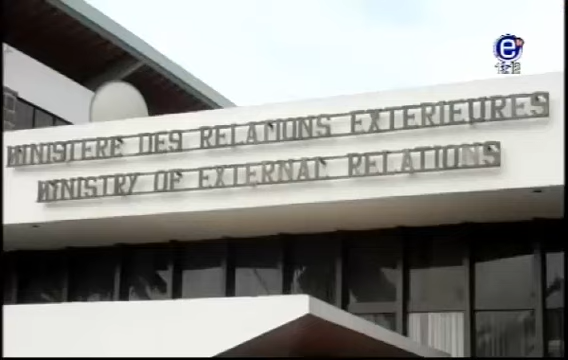 MINISTERE DES RELATIONS EXTERIEURES
MINISTRY OF EXTERNAL RELATIONS